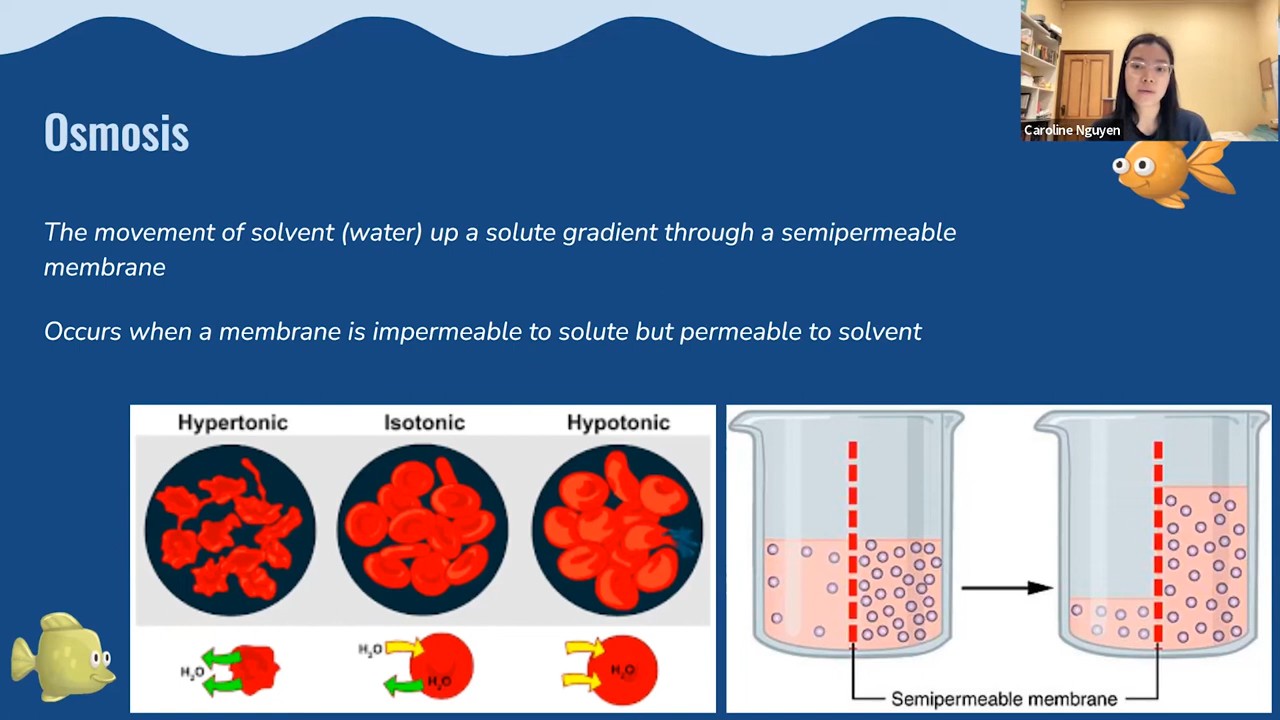 Caroline Nguyen
Osmosis
The movement of solvent (water) up a solute gradient through a semipermeable
membrane
Occurs when a membrane is impermeable to solute but permeable to solvent
Hypertonic Isotonic Hypotonic
H₂O
H₂O
H₂O
H₂O
Semipermeable membrane